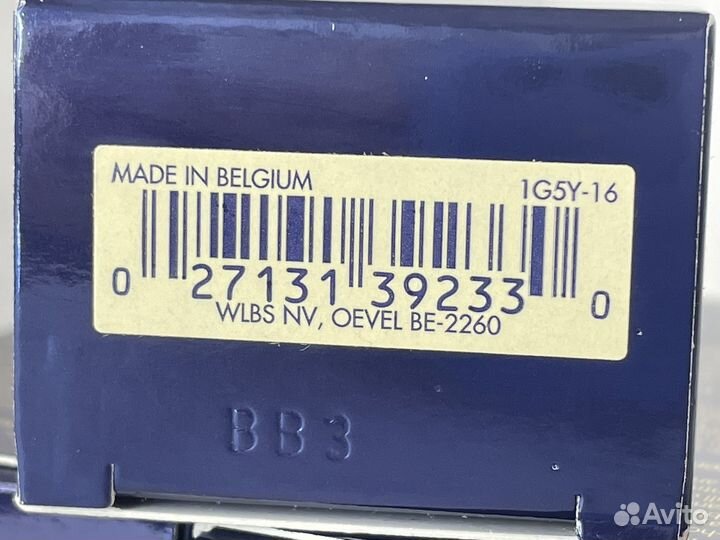 MADE IN BELGIUM 1G5Y-16
0 27131 39233 0
WLBS NV, OEVEL BE-2260
BB3
Avito